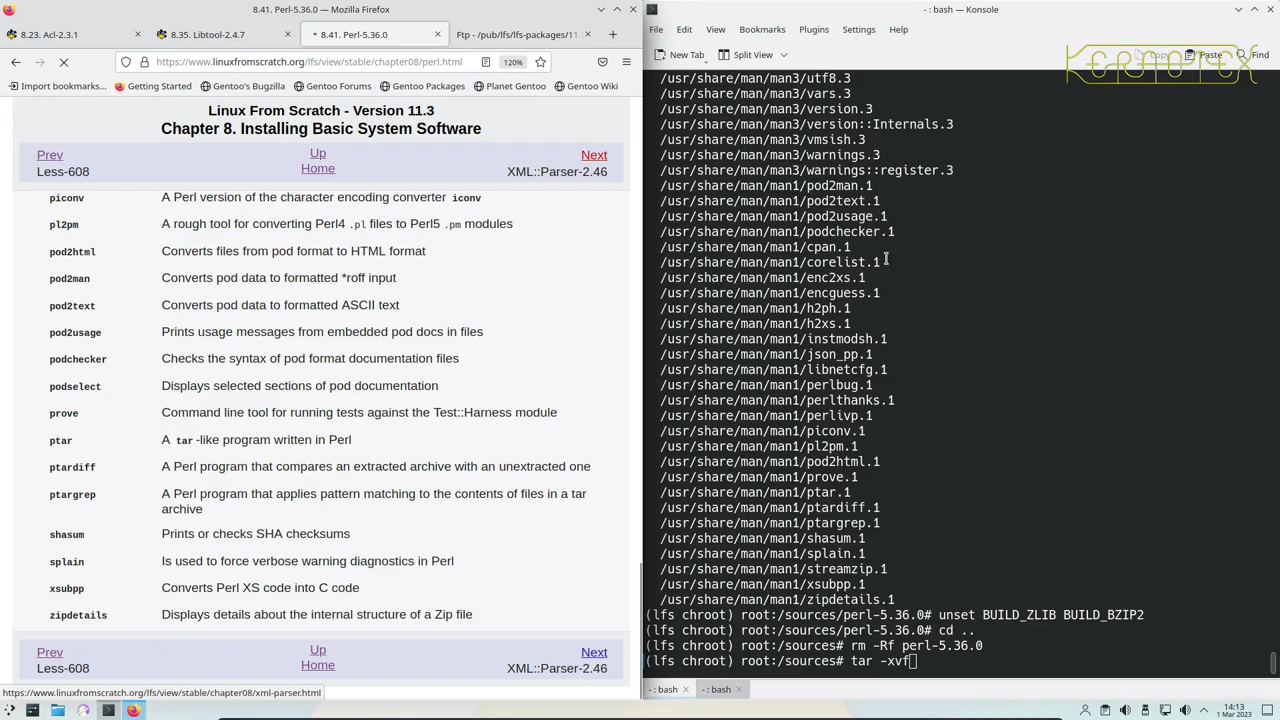 8.41. Perl-5.36.0 — Mozilla Firefox
8.23. Acl-2.3.1
8.35. Libtool-2.4.7
* 8.41. Perl-5.36.0
Ftp - /pub/lfs/lfs-packages/11.
https://www.linuxfromscratch.org/lfs/view/stable/chapter08/perl.html
120%
Import bookmarks...
Getting Started
Gentoo's Bugzilla
Gentoo Forums
Gentoo Packages
Planet Gentoo
Gentoo Wiki
Linux From Scratch - Version 11.3
Chapter 8. Installing Basic System Software
Prev
Up
Next
Less-608
Home
XML::Parser-2.46
piconv A Perl version of the character encoding converter iconv
pl2pm A rough tool for converting Perl4 .pl files to Perl5 .pm modules
pod2html Converts files from pod format to HTML format
pod2man Converts pod data to formatted *roff input
pod2text Converts pod data to formatted ASCII text
pod2usage Prints usage messages from embedded pod docs in files
podchecker Checks the syntax of pod format documentation files
podselect Displays selected sections of pod documentation
prove Command line tool for running tests against the Test::Harness module
ptar A tar-like program written in Perl
ptardiff A Perl program that compares an extracted archive with an unextracted one
ptargrep A Perl program that applies pattern matching to the contents of files in a tar
archive
shasum Prints or checks SHA checksums
splain Is used to force verbose warning diagnostics in Perl
xsubpp Converts Perl XS code into C code
zipdetails Displays details about the internal structure of a Zip file
Prev
Up
Next
Less-608
Home
XML::Parser-2.46
https://www.linuxfromscratch.org/lfs/view/stable/chapter08/xml-parser.html
- : bash — Konsole
File Edit View Bookmarks Plugins Settings Help
New Tab
Split View
Copy
Paste
Find
KERAOPLEX
/usr/share/man/man3/utf8.3
/usr/share/man/man3/vars.3
/usr/share/man/man3/version.3
/usr/share/man/man3/version::Internals.3
/usr/share/man/man3/vmsish.3
/usr/share/man/man3/warnings.3
/usr/share/man/man3/warnings::register.3
/usr/share/man/man1/pod2man.1
/usr/share/man/man1/pod2text.1
/usr/share/man/man1/pod2usage.1
/usr/share/man/man1/podchecker.1
/usr/share/man/man1/cpan.1
/usr/share/man/man1/corelist.1
/usr/share/man/man1/enc2xs.1
/usr/share/man/man1/encguess.1
/usr/share/man/man1/h2ph.1
/usr/share/man/man1/h2xs.1
/usr/share/man/man1/instmodsh.1
/usr/share/man/man1/json_pp.1
/usr/share/man/man1/libnetcfg.1
/usr/share/man/man1/perlbug.1
/usr/share/man/man1/perlthanks.1
/usr/share/man/man1/perlivp.1
/usr/share/man/man1/piconv.1
/usr/share/man/man1/pl2pm.1
/usr/share/man/man1/pod2html.1
/usr/share/man/man1/prove.1
/usr/share/man/man1/ptar.1
/usr/share/man/man1/ptardiff.1
/usr/share/man/man1/ptargrep.1
/usr/share/man/man1/shasum.1
/usr/share/man/man1/splain.1
/usr/share/man/man1/streamzip.1
/usr/share/man/man1/xsubpp.1
/usr/share/man/man1/zipdetails.1
(lfs chroot) root:/sources/perl-5.36.0# unset BUILD_ZLIB BUILD_BZIP2
(lfs chroot) root:/sources/perl-5.36.0# cd ..
(lfs chroot) root:/sources# rm -Rf perl-5.36.0
(lfs chroot) root:/sources# tar -xvf
- : bash
- : bash
14:13
1 Mar 2023